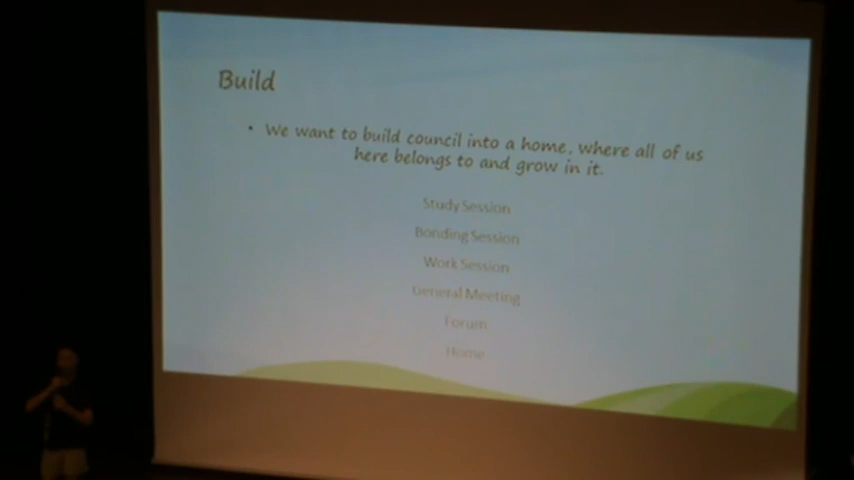 Build
• We want to build council into a home, where all of us
here belongs to and grow in it.
Study Session
Bonding Session
Work Session
General Meeting
Forum
Home